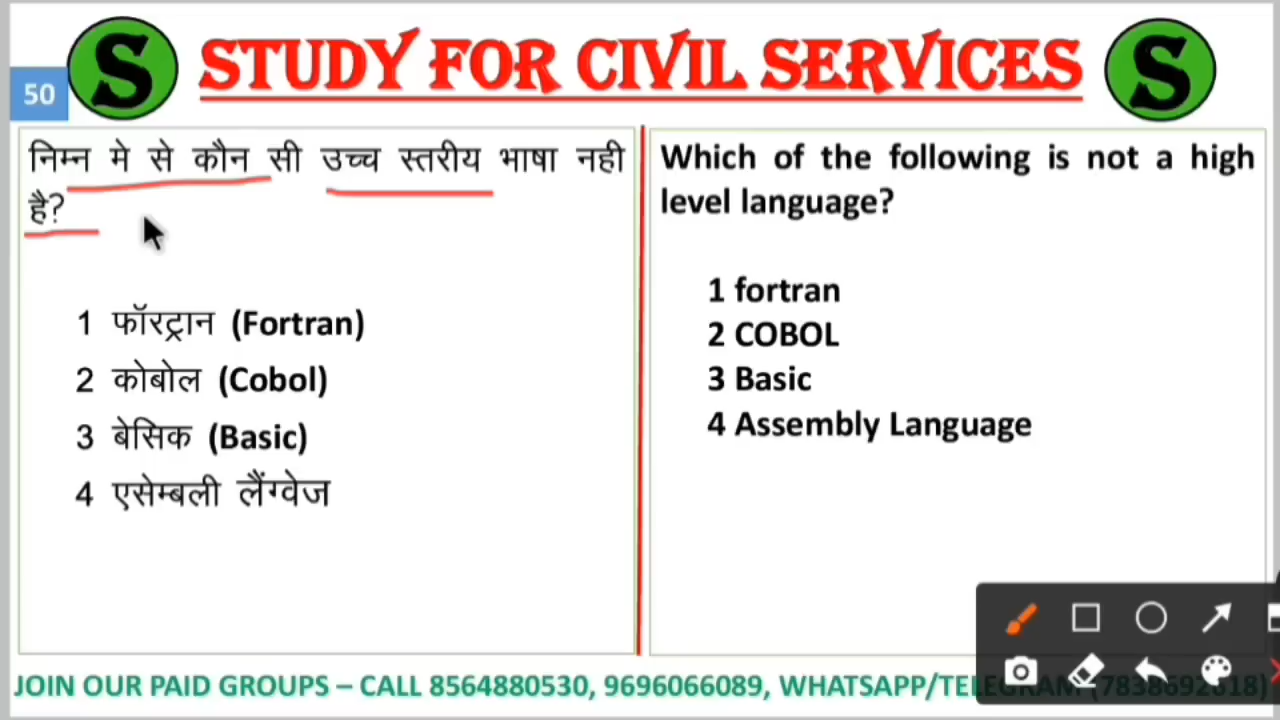 S STUDY FOR CIVIL SERVICES S
50
निम्न मे से कौन सी उच्च स्तरीय भाषा नही
है?
1 फॉरट्रान (Fortran)
2 कोबोल (Cobol)
3 बेसिक (Basic)
4 एसेम्बली लैंग्वेज
Which of the following is not a high
level language?
1 fortran
2 COBOL
3 Basic
4 Assembly Language
JOIN OUR PAID GROUPS – CALL 8564880530, 9696066089, WHATSAPP/TELEGRAM (7838692618)